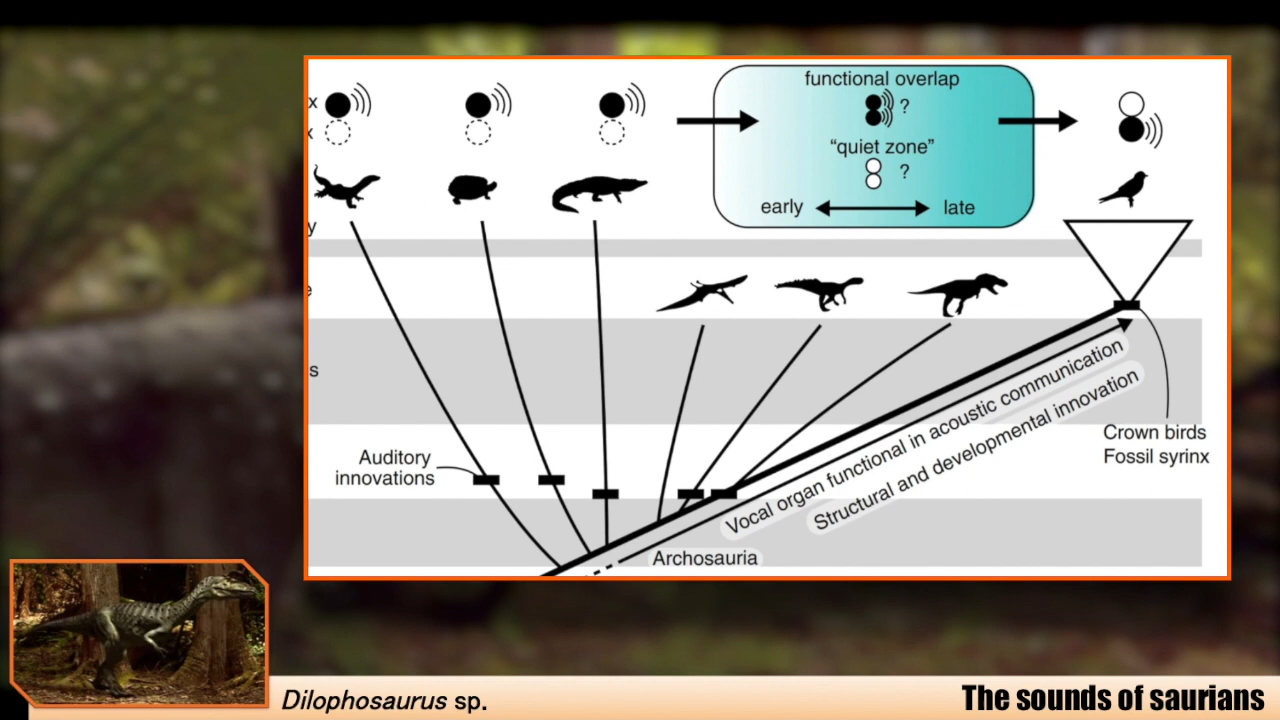 functional overlap
x
?
x
"quiet zone"
?
early
late
y
e
s
Auditory
innovations
Vocal organ functional in acoustic communication
Structural and developmental innovation
Crown birds
Fossil syrinx
Archosauria
Dilophosaurus sp.
The sounds of saurians